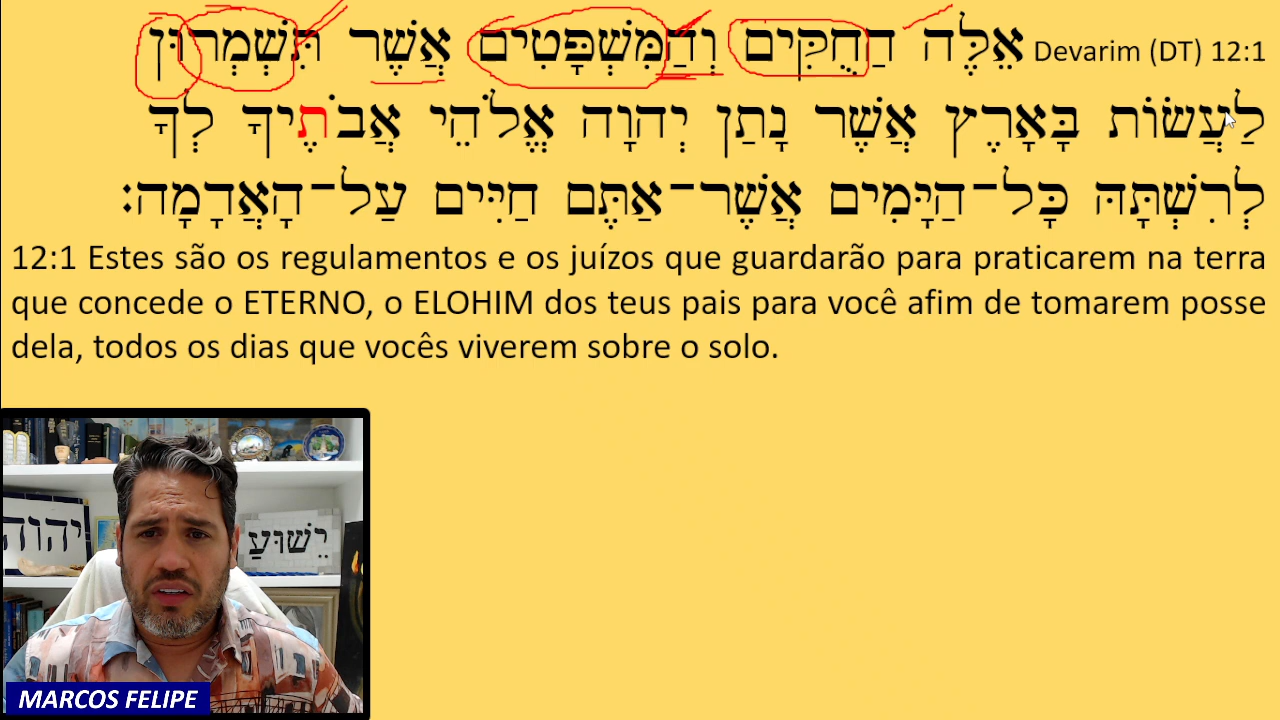 Devarim (DT) 12:1 אֵלֶּה הַחֻקִּים וְהַמִּשְׁפָּטִים אֲשֶׁר תִּשְׁמְרוּן
לַעֲשׂוֹת בָּאָרֶץ אֲשֶׁר נָתַן יְהוָה אֱלֹהֵי אֲבֹתֶיךָ לְךָ
לְרִשְׁתָּהּ כָּל־הַיָּמִים אֲשֶׁר־אַתֶּם חַיִּים עַל־הָאֲדָמָה׃
12:1 Estes são os regulamentos e os juízos que guardarão para praticarem na terra
que concede o ETERNO, o ELOHIM dos teus pais para você afim de tomarem posse
dela, todos os dias que vocês viverem sobre o solo.
יהוה
יֵשׁוּעַ
MARCOS FELIPE